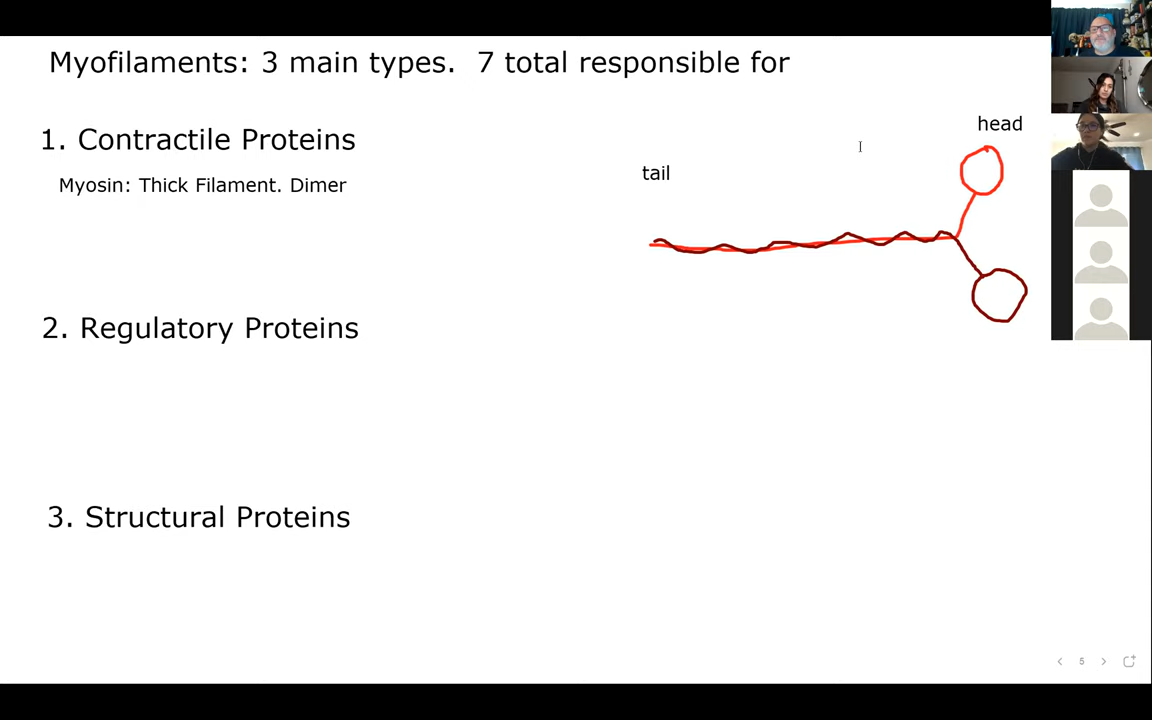 Myofilaments: 3 main types.  7 total responsible for
head
1. Contractile Proteins
tail
Myosin: Thick Filament. Dimer
2. Regulatory Proteins
3. Structural Proteins
5